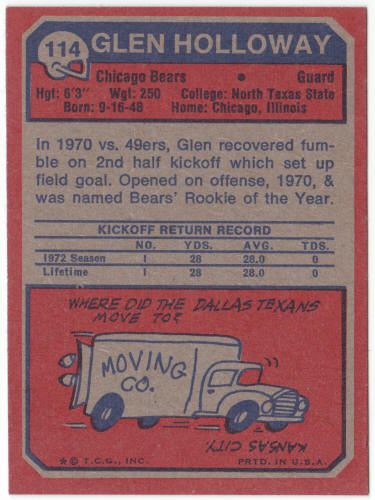 114 GLEN HOLLOWAY
Chicago Bears • Guard
Hgt: 6'3" Wgt: 250 College: North Texas State
Born: 9-16-48 Home: Chicago, Illinois
In 1970 vs. 49ers, Glen recovered fum-
ble on 2nd half kickoff which set up
field goal. Opened on offense, 1970, &
was named Bears' Rookie of the Year.
KICKOFF RETURN RECORD
NO. YDS. AVG. TDS.
1972 Season 1 28 28.0 0
Lifetime 1 28 28.0 0
WHERE DID THE DALLAS TEXANS
MOVE TO?
MOVING
CO.
KANSAS CITY.
*© T.C.G., INC. PRTD. IN U.S.A.